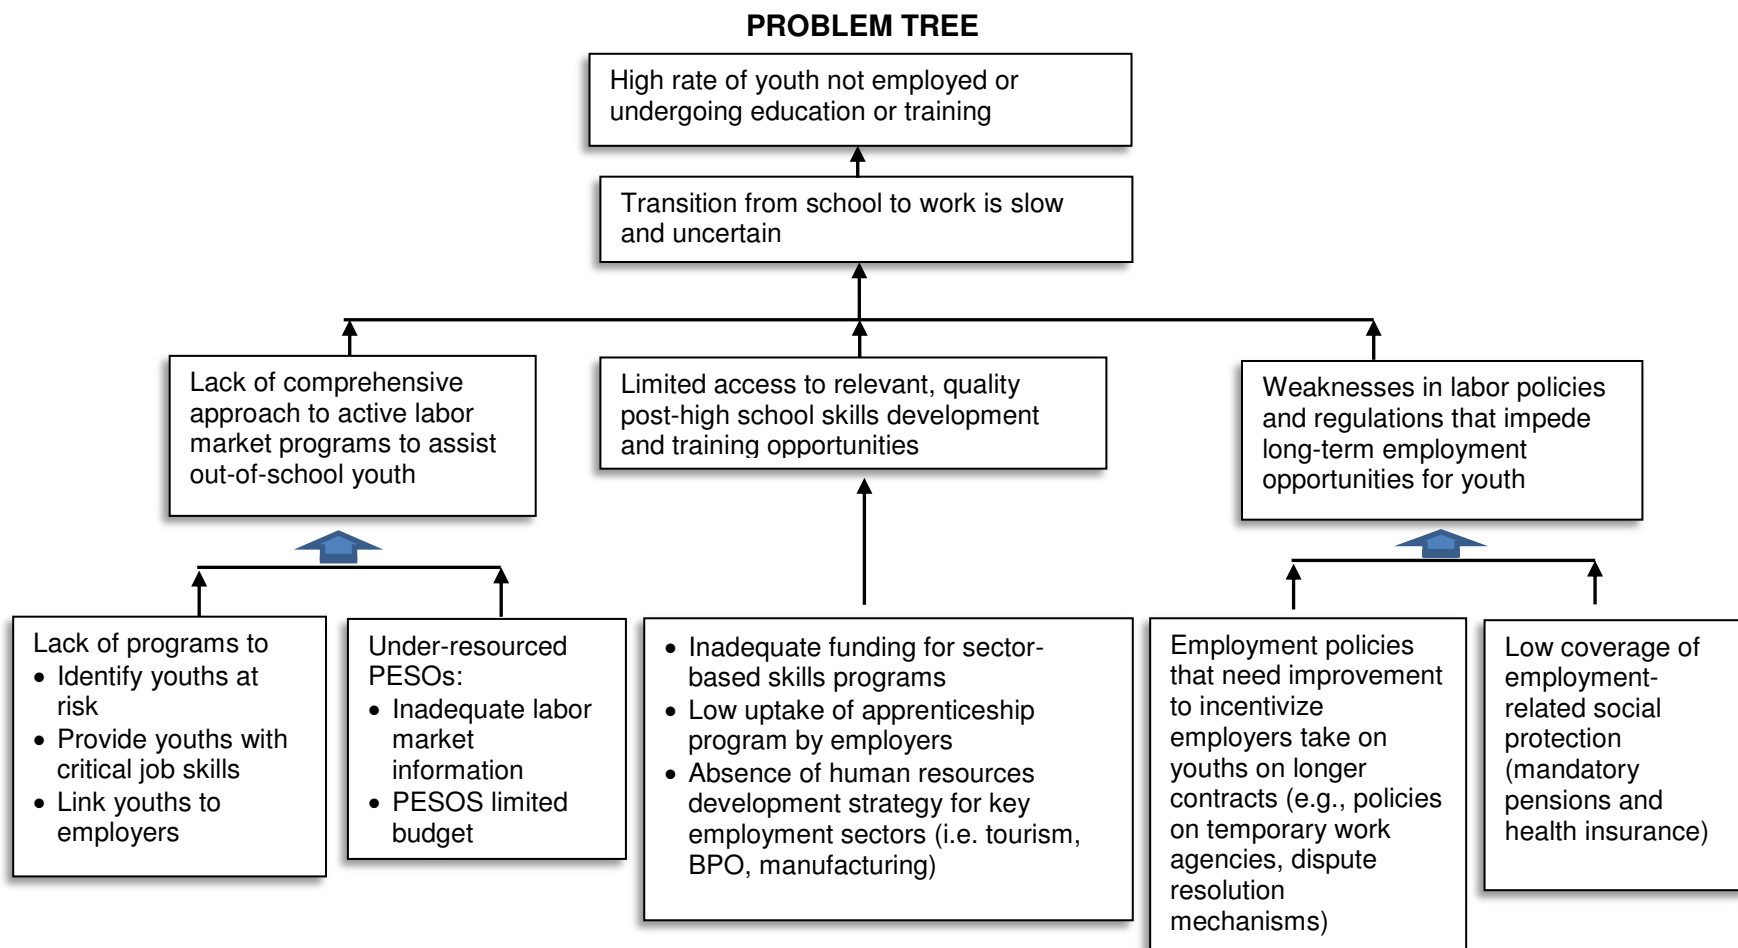 PROBLEM TREE
High rate of youth not employed or
undergoing education or training
Transition from school to work is slow
and uncertain
Lack of comprehensive
approach to active labor
market programs to assist
out-of-school youth
Limited access to relevant, quality
post-high school skills development
and training opportunities
Weaknesses in labor policies
and regulations that impede
long-term employment
opportunities for youth
Lack of programs to
• Identify youths at
risk
• Provide youths with
critical job skills
• Link youths to
employers
Under-resourced
PESOs:
• Inadequate labor
market
information
• PESOS limited
budget
• Inadequate funding for sector-
based skills programs
• Low uptake of apprenticeship
program by employers
• Absence of human resources
development strategy for key
employment sectors (i.e. tourism,
BPO, manufacturing)
Employment policies
that need improvement
to incentivize
employers take on
youths on longer
contracts (e.g., policies
on temporary work
agencies, dispute
resolution
mechanisms)
Low coverage of
employment-
related social
protection
(mandatory
pensions and
health insurance)